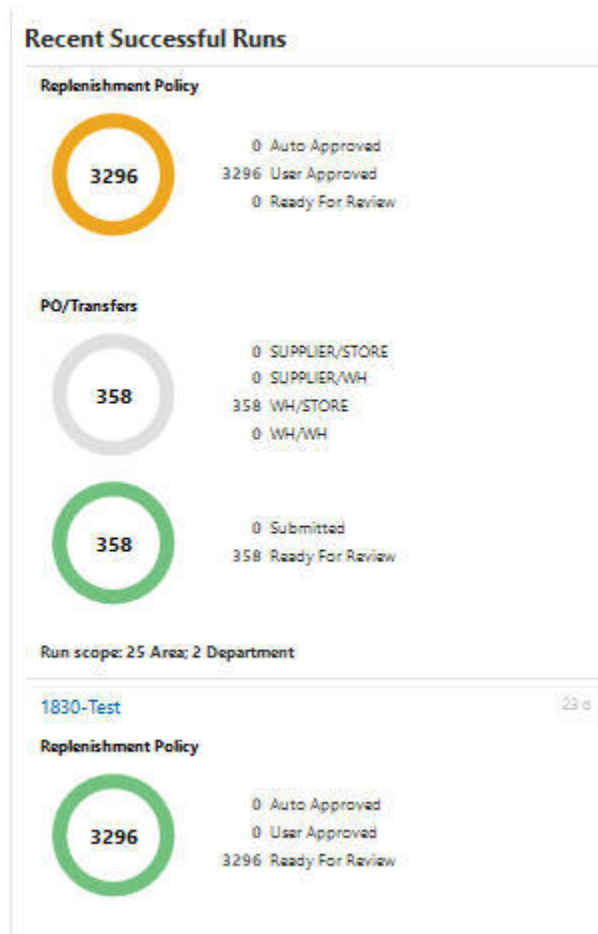 Recent Successful Runs
Replenishment Policy
3296
0 Auto Approved
3296 User Approved
0 Ready For Review
PO/Transfers
358
0 SUPPLIER/STORE
0 SUPPLIER/WH
358 WH/STORE
0 WH/WH
358
0 Submitted
358 Ready For Review
Run scope: 25 Area; 2 Department
1830-Test 23 d
Replenishment Policy
3296
0 Auto Approved
0 User Approved
3296 Ready For Review